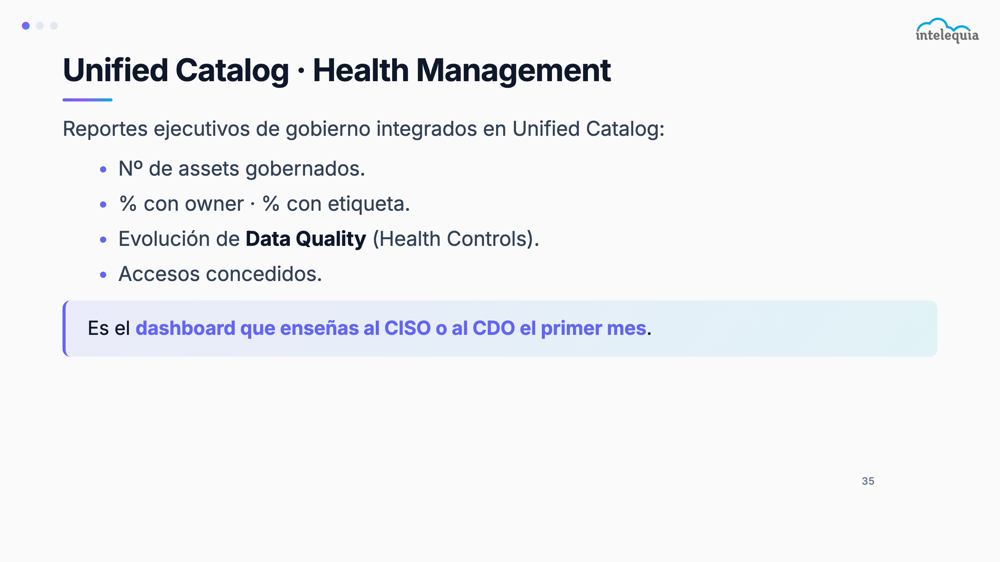 intelequia
Unified Catalog · Health Management
Reportes ejecutivos de gobierno integrados en Unified Catalog:
• Nº de assets gobernados.
• % con owner · % con etiqueta.
• Evolución de Data Quality (Health Controls).
• Accesos concedidos.
Es el dashboard que enseñas al CISO o al CDO el primer mes.
35